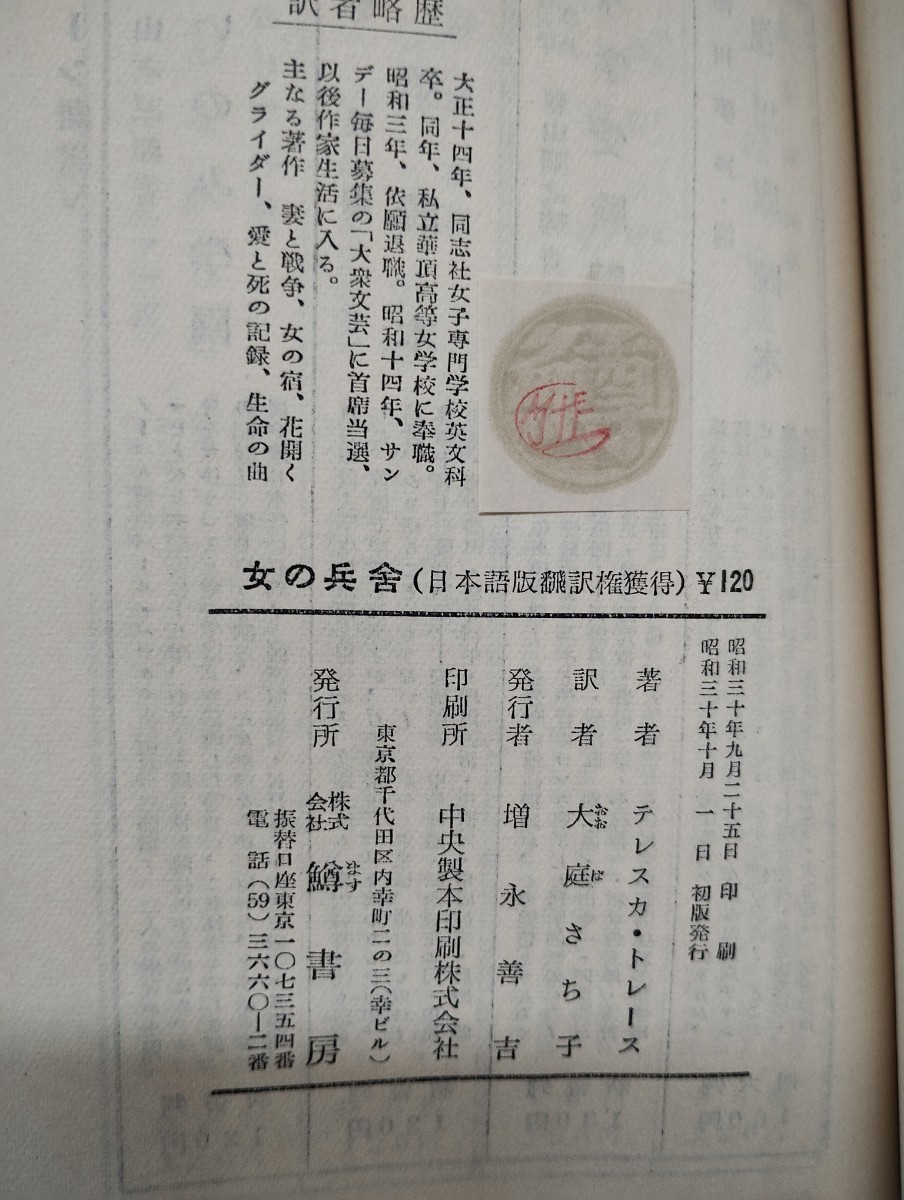 訳者略歴
大正十四年、同志社女子専門学校英文科
卒。同年、私立華頂高等女学校に奉職。
昭和三年、依願退職。昭和十四年、サン
デー毎日募集の「大衆文芸」に首席当選、
以後作家生活に入る。
主なる著作　妻と戦争、女の宿、花開く
グライダー、愛と死の記録、生命の曲
女の兵舎(日本語版飜訳権獲得)￥120
昭和三十年九月二十五日　印刷
昭和三十年十月　一日　初版発行
著者　テレスカ・トレース
訳者　大庭さち子
おお　ば
発行者　増永善吉
印刷所　中央製本印刷株式会社
東京都千代田区内幸町二の三(幸ビル)
発行所　株式会社　鱒書房
ます
振替口座東京一〇七三五四番
電話(59)三六六〇―二番